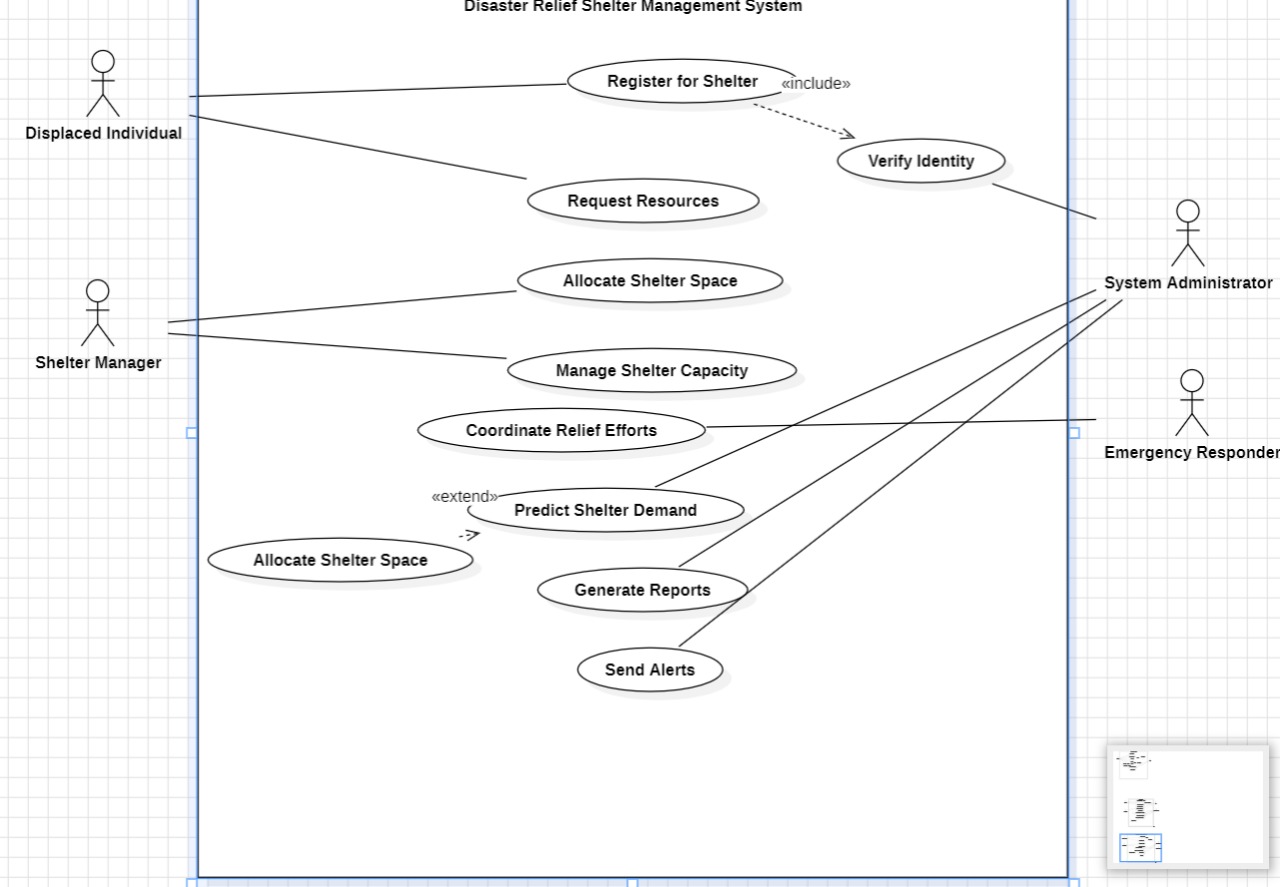 Disaster Relief Shelter Management System
Register for Shelter
«include»
Displaced Individual
Verify Identity
Request Resources
Allocate Shelter Space
System Administrator
Shelter Manager
Manage Shelter Capacity
Coordinate Relief Efforts
Emergency Responder
«extend»
Predict Shelter Demand
Allocate Shelter Space
Generate Reports
Send Alerts